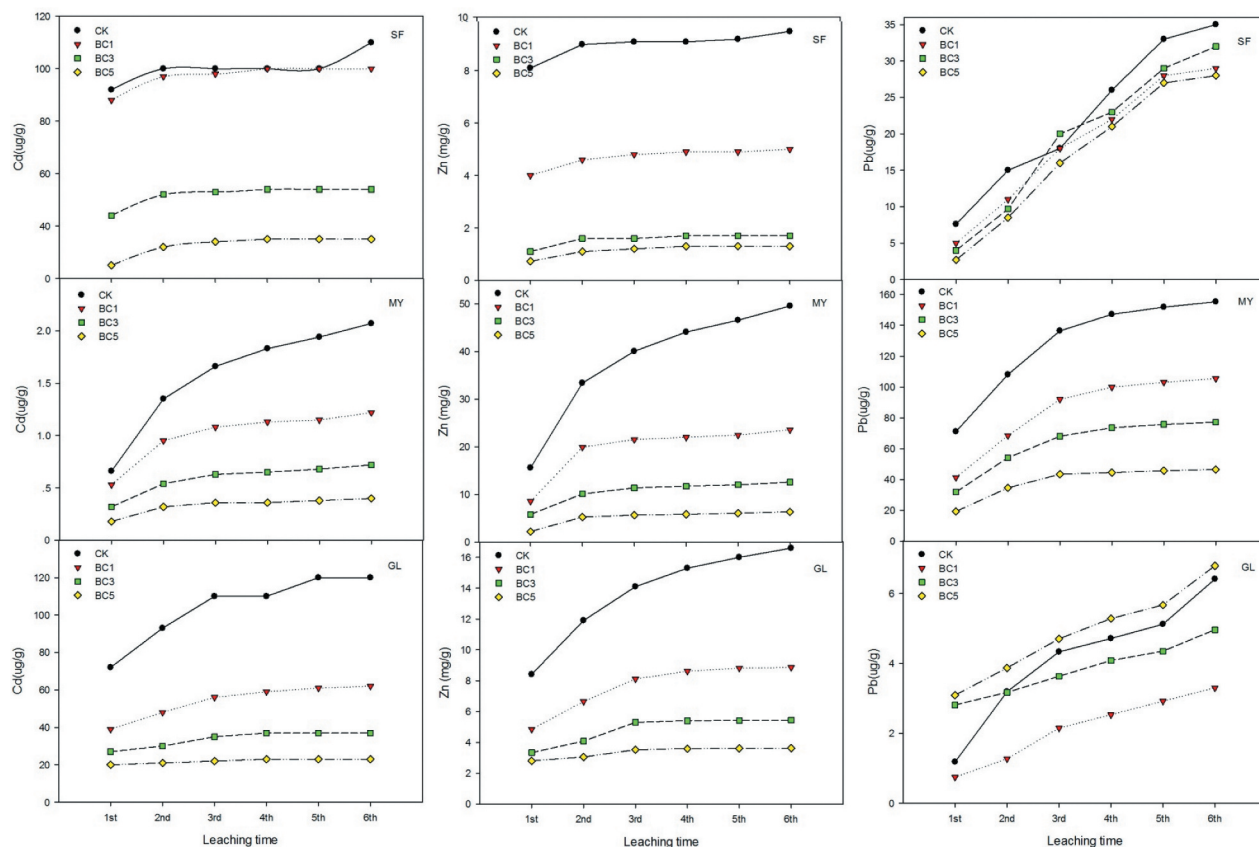 120
100
80
60
40
20
0
Cd(ug/g)
CK
BC1
BC3
BC5
SF
10
8
6
4
2
0
Zn (mg/g)
CK
BC1
BC3
BC5
SF
35
30
25
20
15
10
5
0
Pb(ug/g)
CK
BC1
BC3
BC5
SF
2.0
1.5
1.0
.5
0
Cd(ug/g)
CK
BC1
BC3
BC5
MY
50
40
30
20
10
0
Zn (mg/g)
CK
BC1
BC3
BC5
MY
160
140
120
100
80
60
40
20
0
Pb(ug/g)
CK
BC1
BC3
BC5
MY
120
100
80
60
40
20
0
Cd(ug/g)
CK
BC1
BC3
BC5
GL
1st 2nd 3rd 4th 5th 6th
Leaching time
16
14
12
10
8
6
4
2
0
Zn (mg/g)
CK
BC1
BC3
BC5
GL
1st 2nd 3rd 4th 5th 6th
Leaching time
6
4
2
0
Pb(ug/g)
CK
BC1
BC3
BC5
GL
1st 2nd 3rd 4th 5th 6th
Leaching time